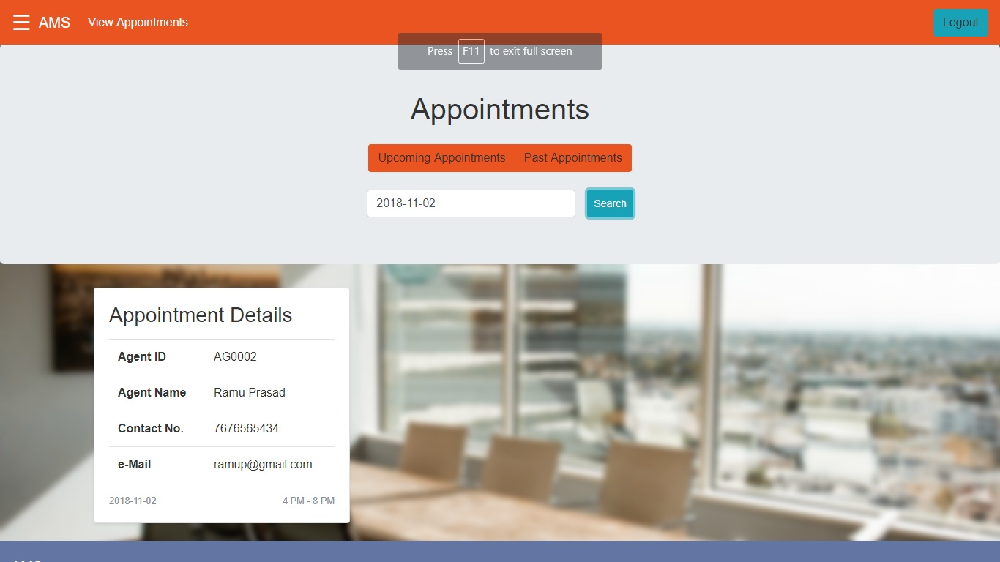 ☰ AMS View Appointments Logout
Press F11 to exit full screen
Appointments
Upcoming Appointments Past Appointments
2018-11-02 Search
Appointment Details
Agent ID AG0002
Agent Name Ramu Prasad
Contact No. 7676565434
e-Mail ramup@gmail.com
2018-11-02 4 PM - 8 PM